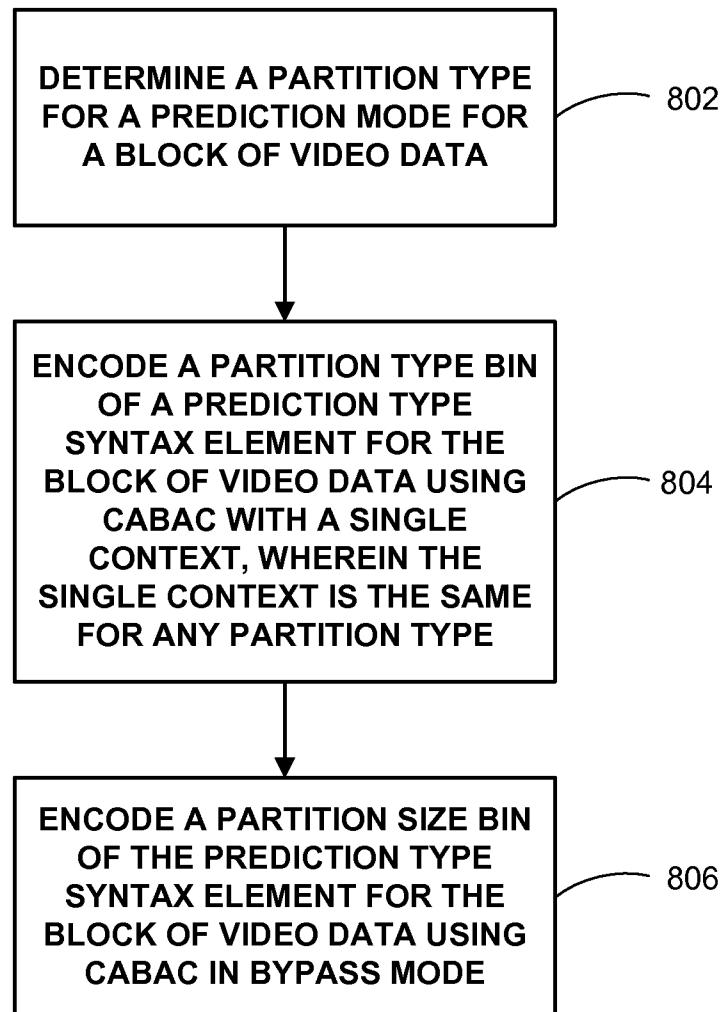 DETERMINE A PARTITION TYPE
FOR A PREDICTION MODE FOR
A BLOCK OF VIDEO DATA
802
ENCODE A PARTITION TYPE BIN
OF A PREDICTION TYPE
SYNTAX ELEMENT FOR THE
BLOCK OF VIDEO DATA USING
CABAC WITH A SINGLE
CONTEXT, WHEREIN THE
SINGLE CONTEXT IS THE SAME
FOR ANY PARTITION TYPE
804
ENCODE A PARTITION SIZE BIN
OF THE PREDICTION TYPE
SYNTAX ELEMENT FOR THE
BLOCK OF VIDEO DATA USING
CABAC IN BYPASS MODE
806